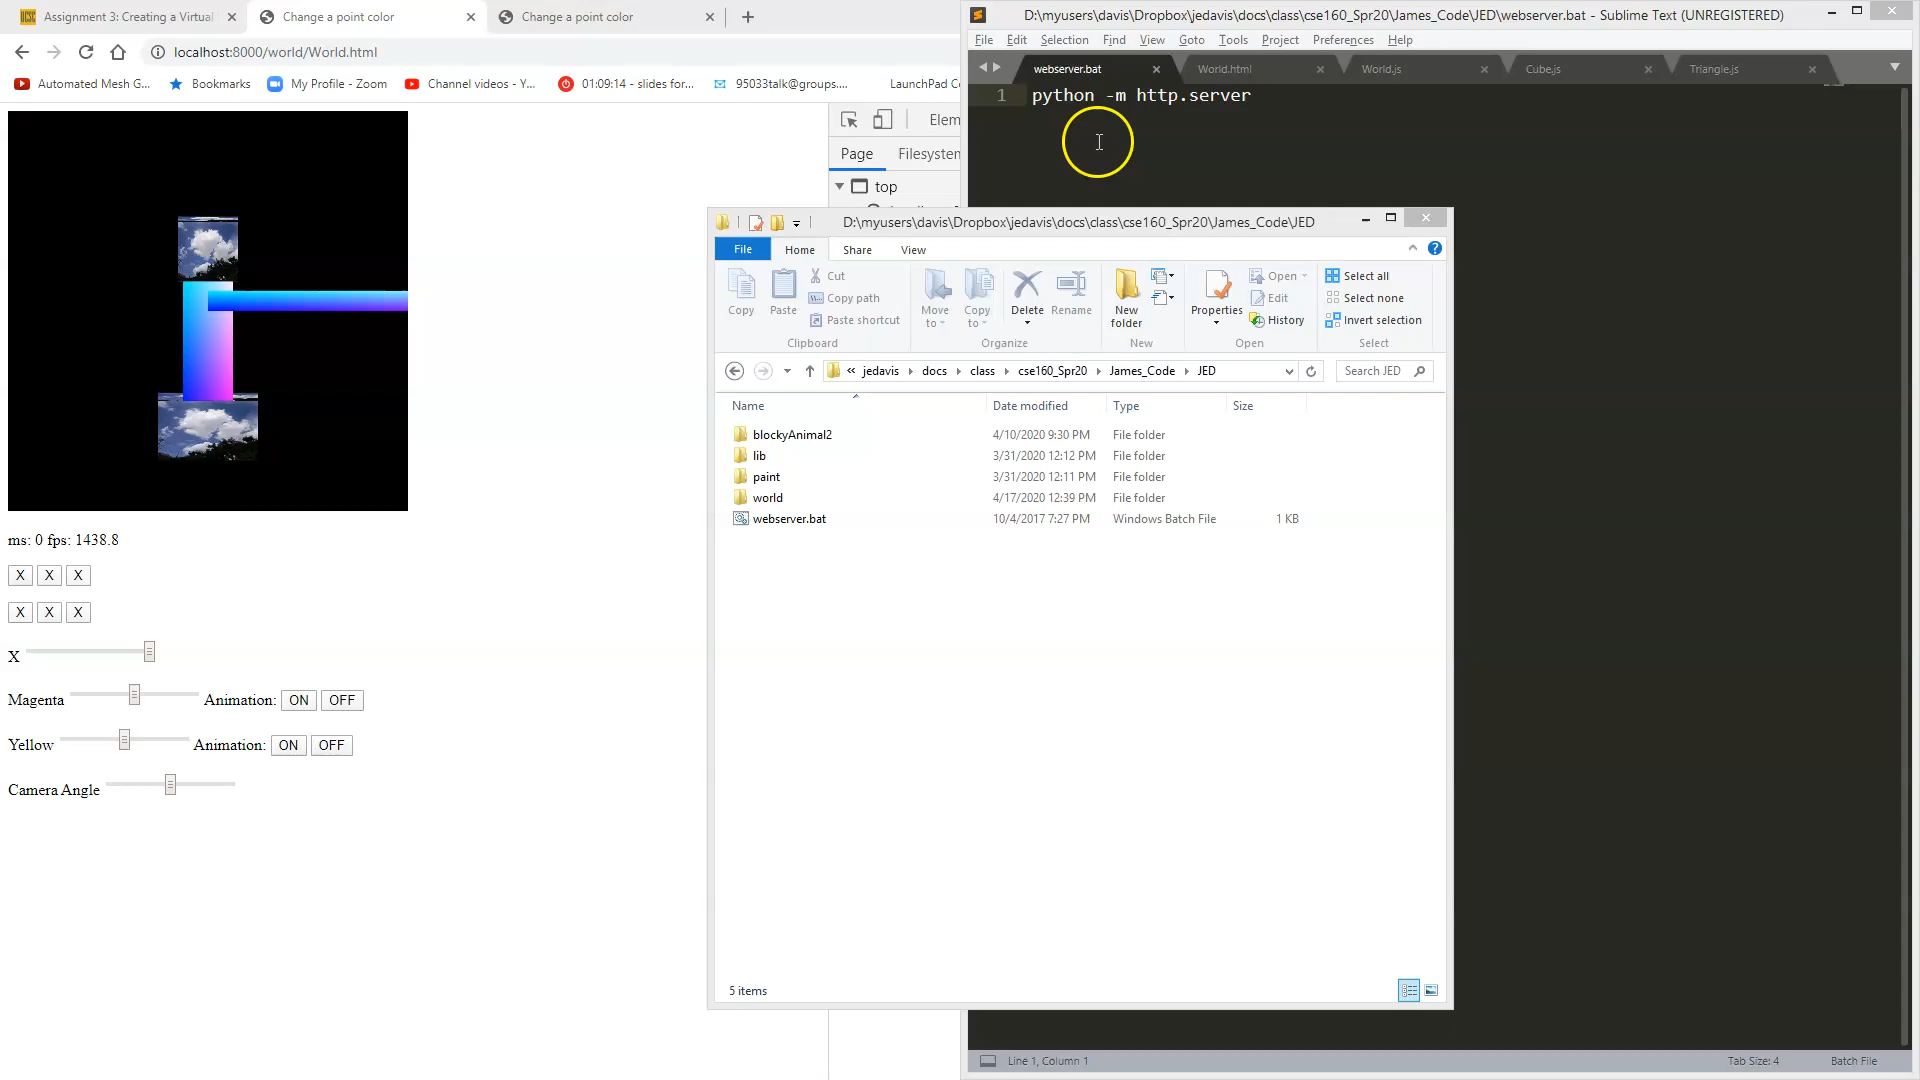 Assignment 3: Creating a Virtual
Change a point color
Change a point color
localhost:8000/world/World.html
Automated Mesh G...
Bookmarks
My Profile - Zoom
Channel videos - Y...
01:09:14 - slides for...
95033talk@groups....
LaunchPad C
Elem
Page
Filesystem
top
ms: 0 fps: 1438.8
X X X
X X X
X
Magenta
Animation: ON OFF
Yellow
Animation: ON OFF
Camera Angle
D:\myusers\davis\Dropbox\jedavis\docs\class\cse160_Spr20\James_Code\JED\webserver.bat - Sublime Text (UNREGISTERED)
File Edit Selection Find View Goto Tools Project Preferences Help
webserver.bat
World.html
World.js
Cube.js
Triangle.js
1 python -m http.server
D:\myusers\davis\Dropbox\jedavis\docs\class\cse160_Spr20\James_Code\JED
File Home Share View
Copy
Paste
Cut
Copy path
Paste shortcut
Clipboard
Move to
Copy to
Delete
Rename
Organize
New folder
New
Properties
Open
Edit
History
Open
Select all
Select none
Invert selection
Select
« jedavis docs class cse160_Spr20 James_Code JED
Search JED
Name Date modified Type Size
blockyAnimal2 4/10/2020 9:30 PM File folder
lib 3/31/2020 12:12 PM File folder
paint 3/31/2020 12:11 PM File folder
world 4/17/2020 12:39 PM File folder
webserver.bat 10/4/2017 7:27 PM Windows Batch File 1 KB
5 items
Line 1, Column 1
Tab Size: 4
Batch File